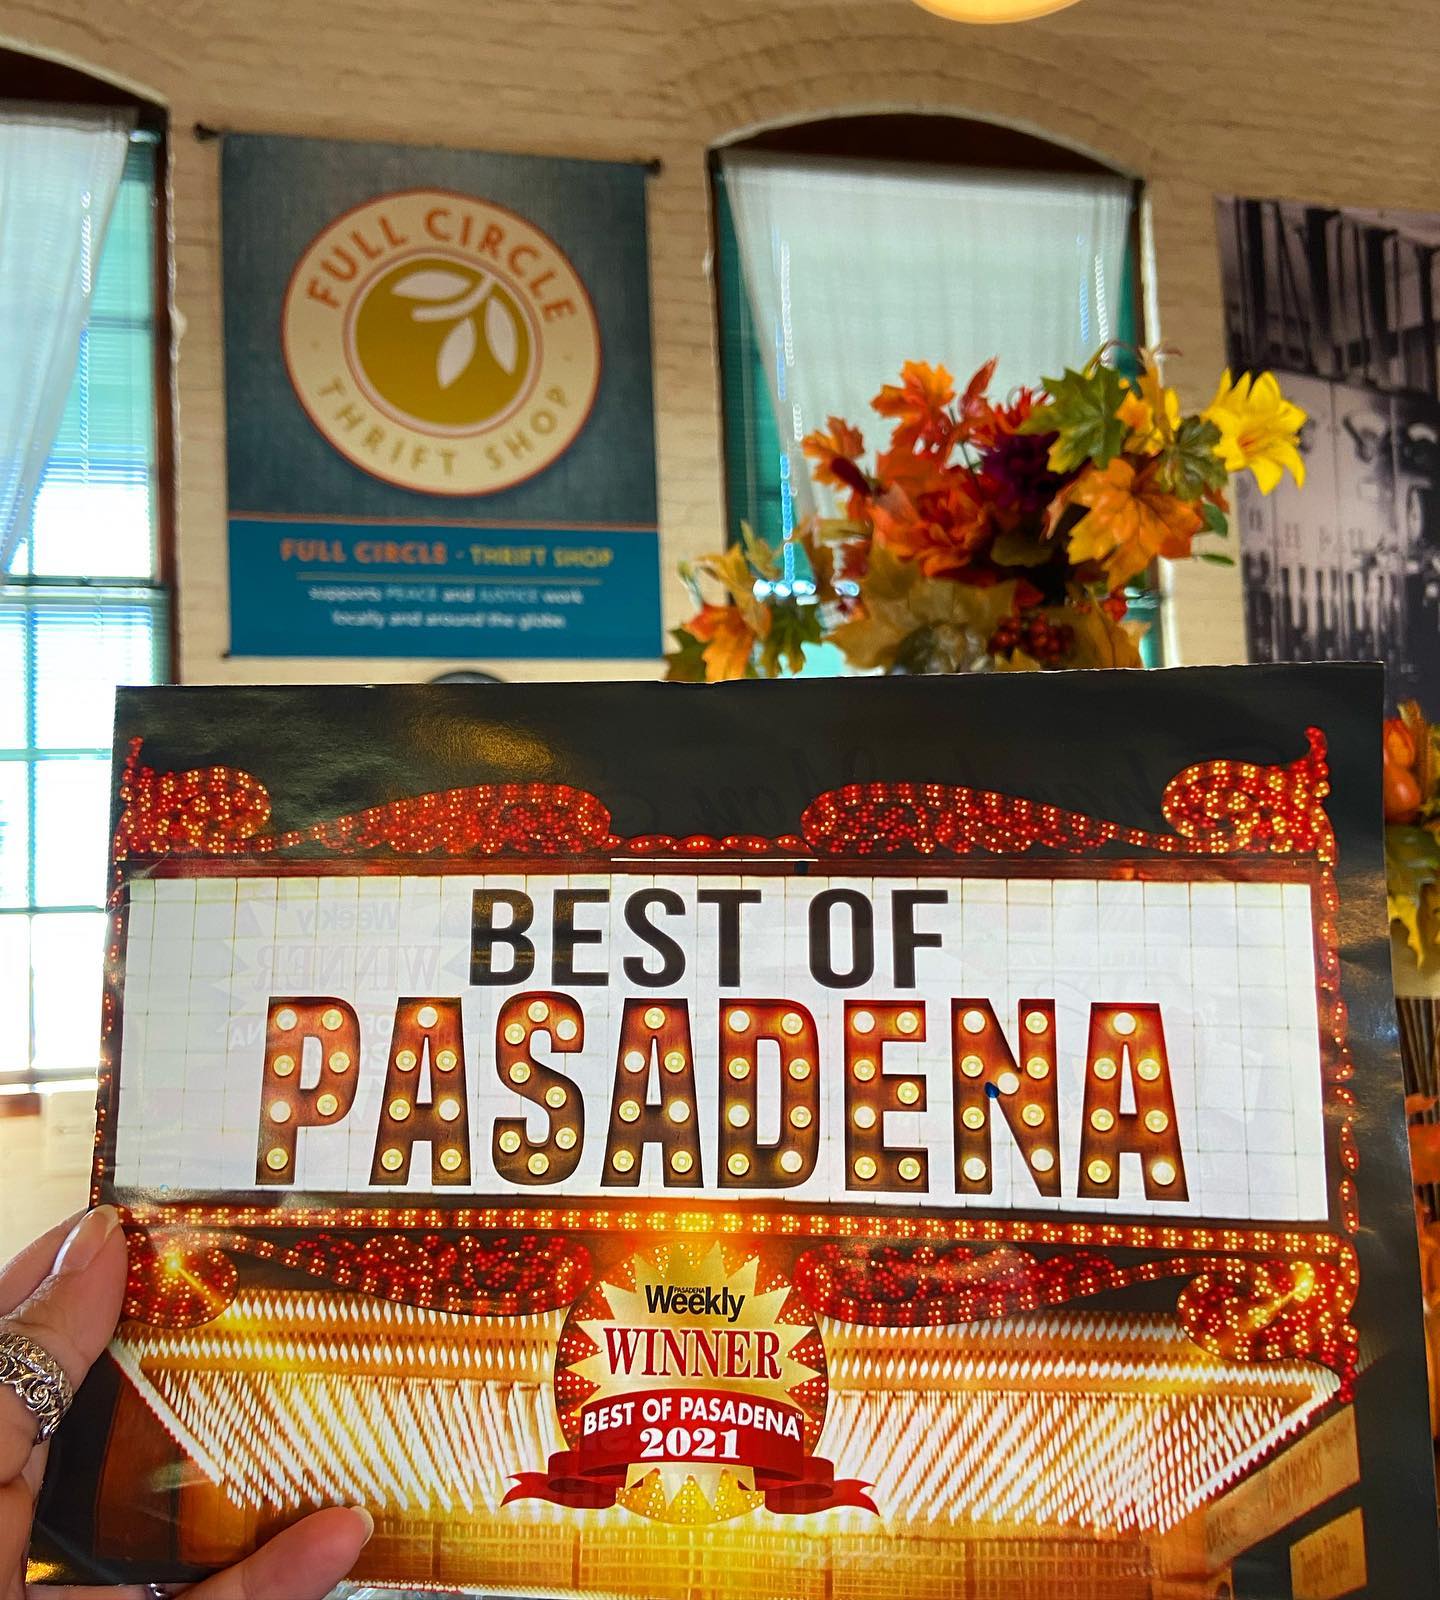 FULL CIRCLE
THRIFT SHOP
FULL CIRCLE · THRIFT SHOP
supports PEACE and JUSTICE work
locally and around the globe
BEST OF
PASADENA
PASADENA
Weekly
WINNER
BEST OF PASADENA™
2021